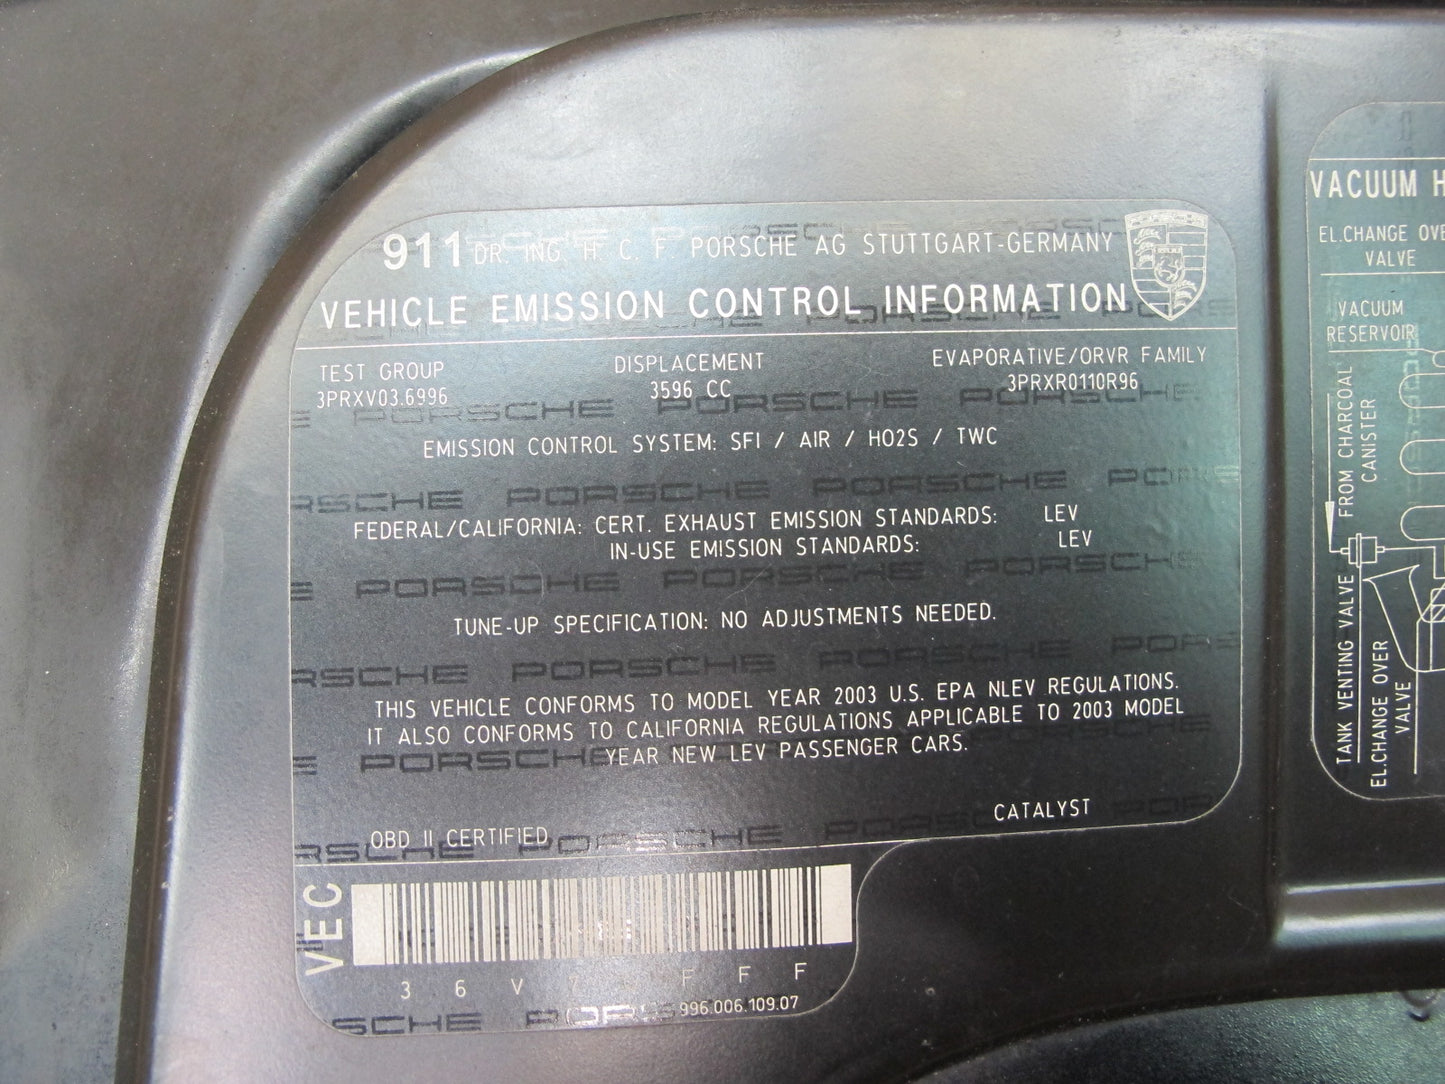 911 DR. ING. H. C. F. PORSCHE AG STUTTGART-GERMANY
VEHICLE EMISSION CONTROL INFORMATION
TEST GROUP
3PRXV03.6996
DISPLACEMENT
3596 CC
EVAPORATIVE/ORVR FAMILY
3PRXR0110R96
EMISSION CONTROL SYSTEM: SFI / AIR / HO2S / TWC
FEDERAL/CALIFORNIA: CERT. EXHAUST EMISSION STANDARDS: LEV
IN-USE EMISSION STANDARDS: LEV
TUNE-UP SPECIFICATION: NO ADJUSTMENTS NEEDED.
THIS VEHICLE CONFORMS TO MODEL YEAR 2003 U.S. EPA NLEV REGULATIONS.
IT ALSO CONFORMS TO CALIFORNIA REGULATIONS APPLICABLE TO 2003 MODEL
YEAR NEW LEV PASSENGER CARS.
OBD II CERTIFIED
CATALYST
VEC
3 6 V 7 F F F
996.006.109.07
VACUUM H
EL.CHANGE OVE
VALVE
VACUUM
RESERVOIR
FROM CHARCOAL
CANISTER
TANK VENTING VALVE
EL.CHANGE OVER
VALVE
PORSCHE PORSCHE PORSCHE